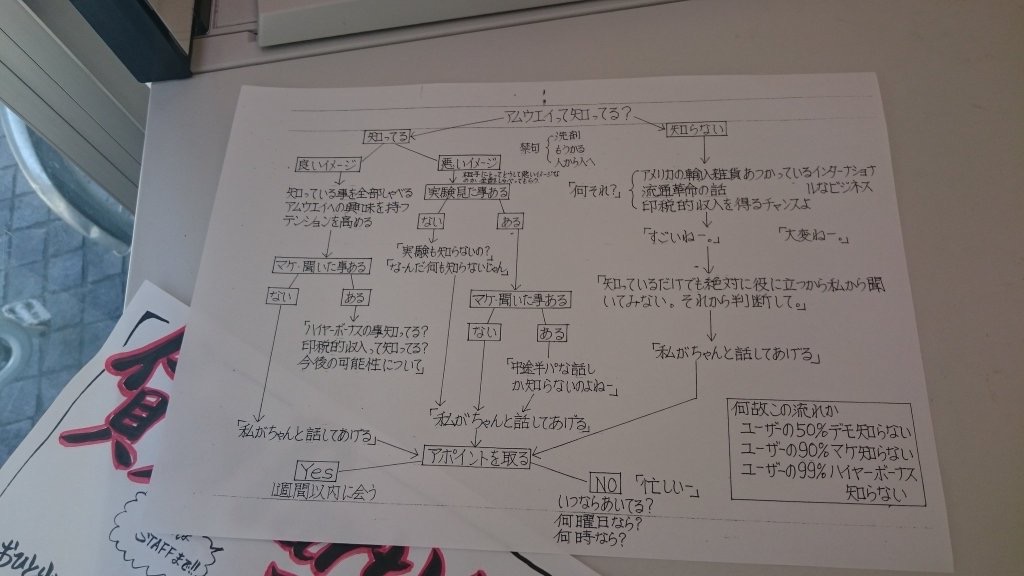 アムウエイって知ってる?
知ってる
知らない
禁句
洗剤
もうかる
人から人へ
良いイメージ
悪いイメージ
知っている事を全部しゃべる
アムウエイへの興味を持つ
テンションを高める
実験見た事ある
ない
ある
「実験も知らないの?
「な~んだ何も知らないじゃん」
マケ聞いた事ある
ない
ある
「ハイヤーボーナスの事知ってる?
印税的収入って知ってる?
今後の可能性について」
マケ聞いた事ある
ない
ある
「中途半パな話し
か知らないのよねー」
「何それ?」
アメリカの輸入雑貨あつかっているインターナショナ
ルなビジネス
流通革命の話
印税的収入を得るチャンスよ
「すごいねー。」
「大変ねー。」
「知っているだけでも絶対に役に立つから私から聞
いてみない。それから判断して。」
「私がちゃんと話してあげる」
「私がちゃんと話してあげる」
「私がちゃんと話してあげる」
アポイントを取る
Yes
1週間以内に会う
NO
「忙しい~」
いつならあいてる?
何曜日なら?
何時なら?
何故この流れか
ユーザーの50%デモ知らない
ユーザーの90%マケ知らない
ユーザーの99%ハイヤーボーナス
知らない
STAFFまで!!
おひと